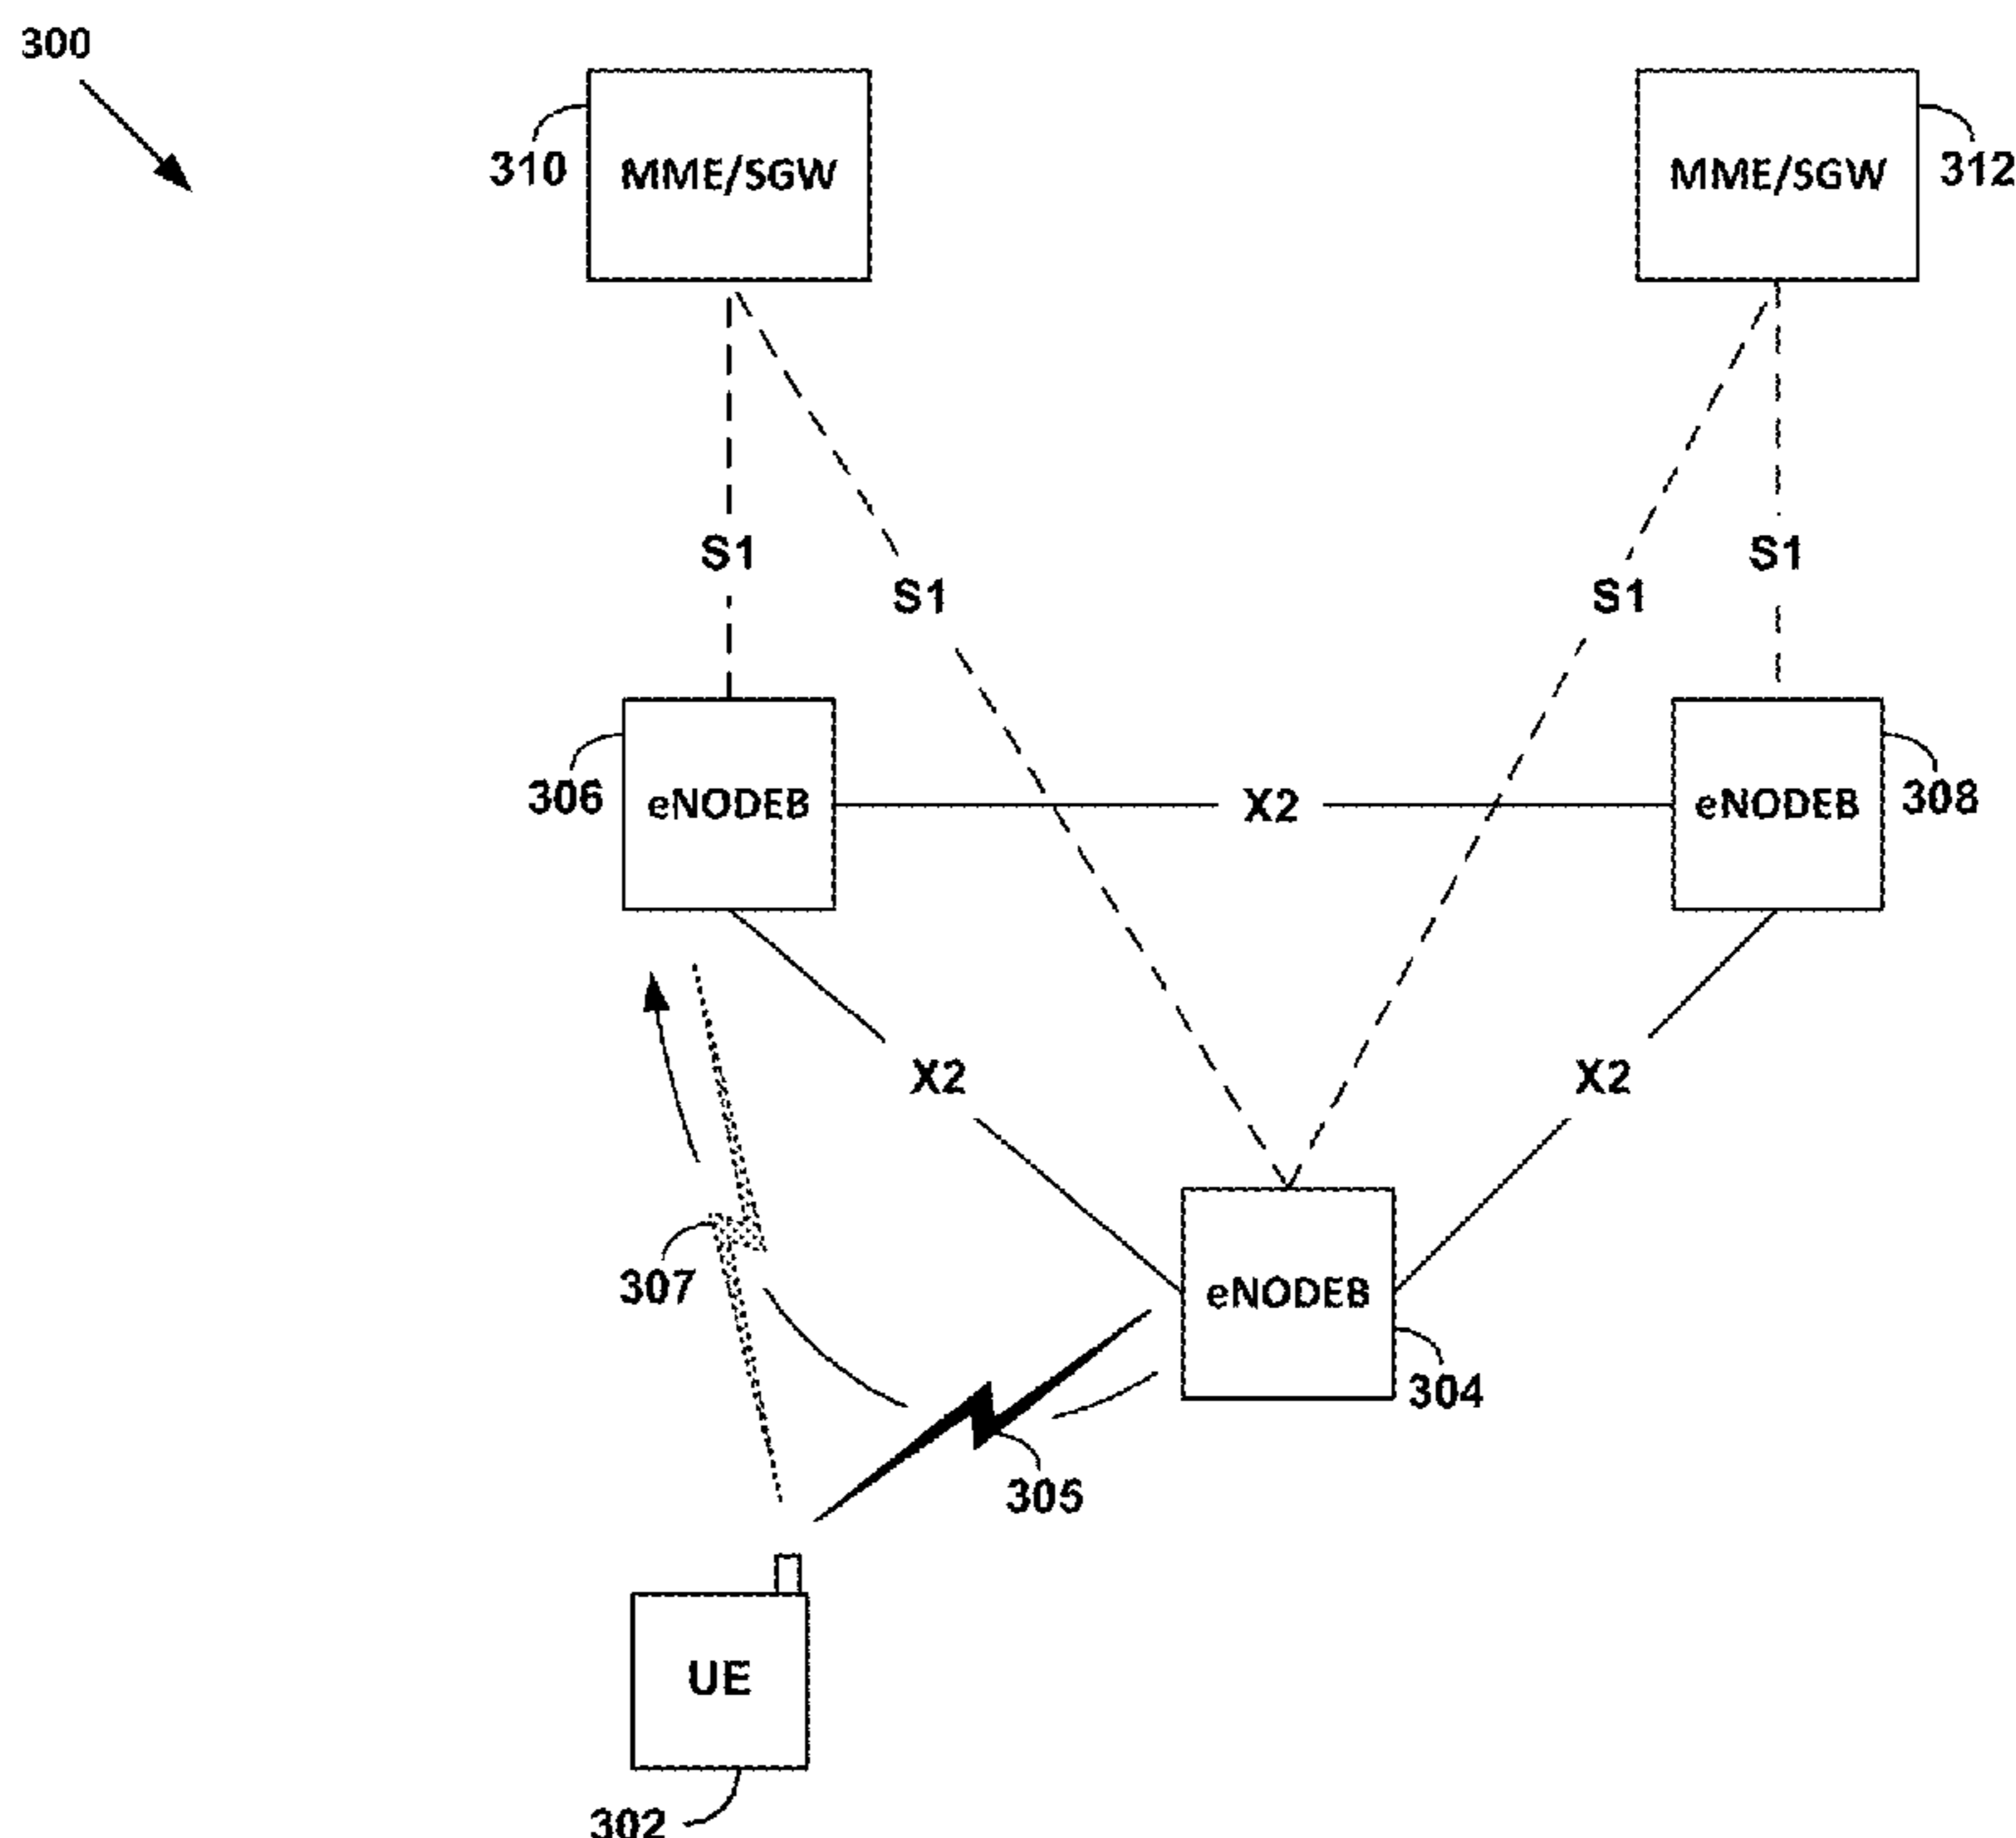 300
310
MME/SGW
MME/SGW
312
S1
S1
S1
S1
306
eNODEB
X2
eNODEB
308
X2
X2
307
eNODEB
304
305
UE
302